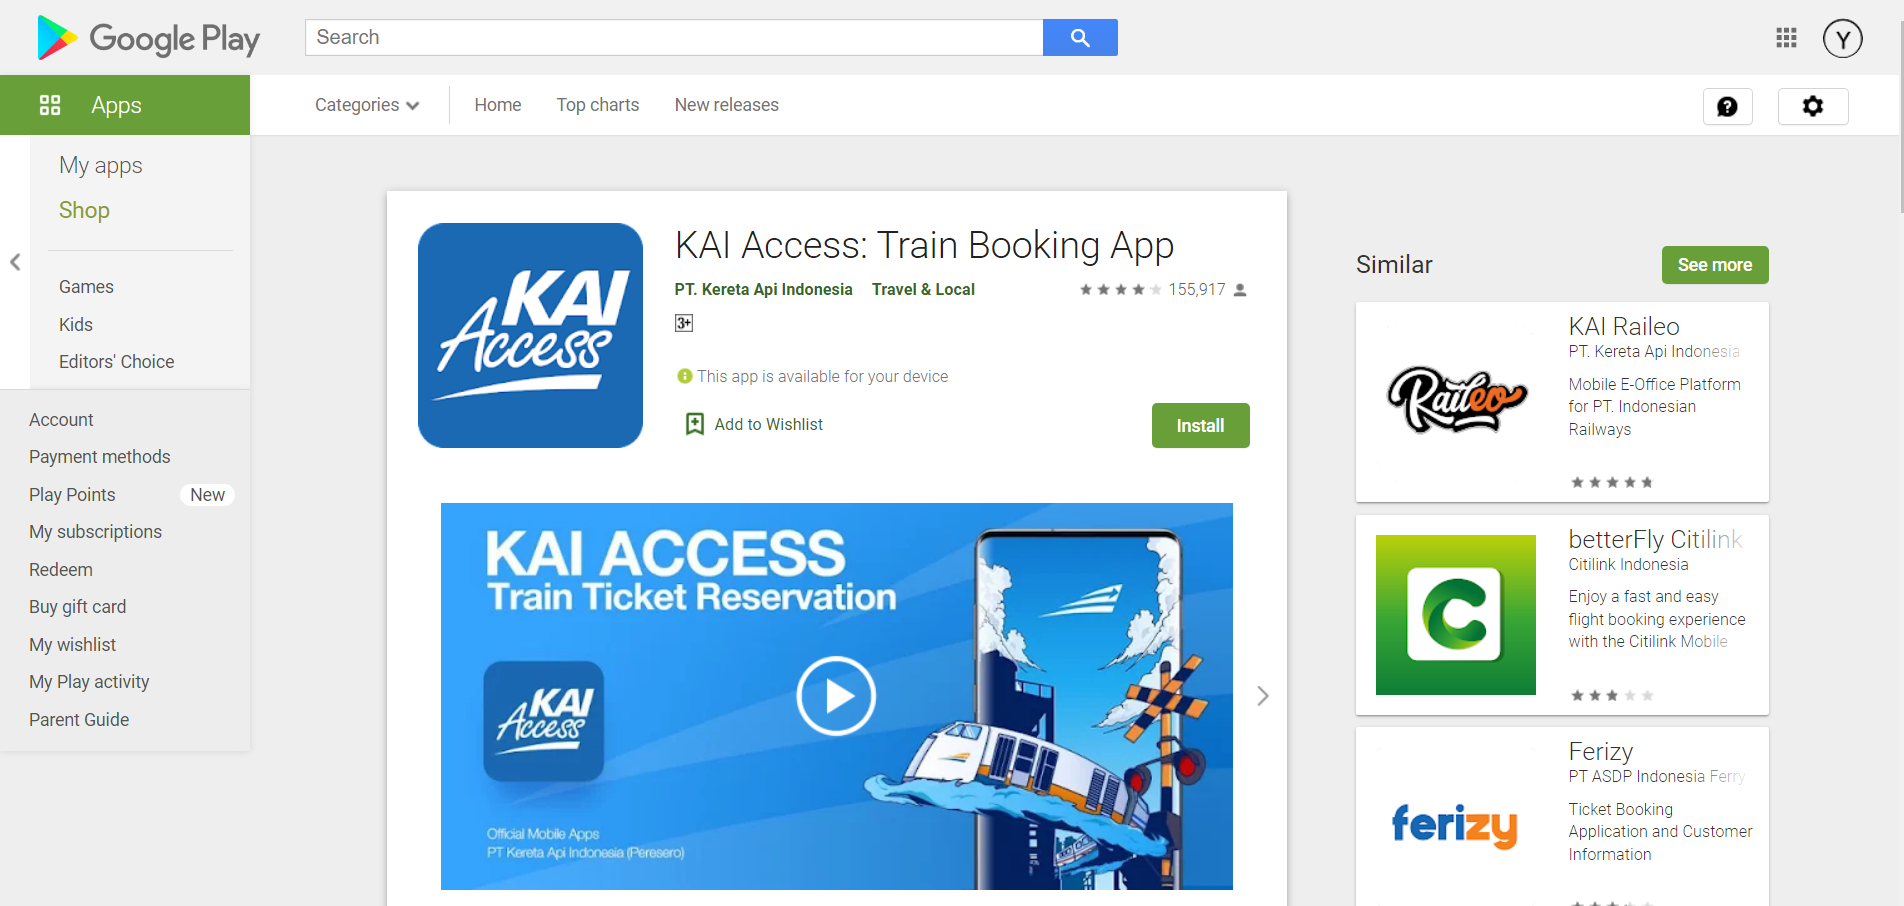 Google Play
Search
Y
Apps
Categories
Home
Top charts
New releases
My apps
Shop
Games
Kids
Editors' Choice
Account
Payment methods
Play Points
New
My subscriptions
Redeem
Buy gift card
My wishlist
My Play activity
Parent Guide
KAI
Access
KAI Access: Train Booking App
PT. Kereta Api Indonesia
Travel & Local
155,917
3+
This app is available for your device
Add to Wishlist
Install
KAI ACCESS
Train Ticket Reservation
KAI
Access
Official Mobile Apps
PT Kereta Api Indonesia (Peresero)
Similar
See more
Raileo
KAI Raileo
PT. Kereta Api Indonesia
Mobile E-Office Platform
for PT. Indonesian
Railways
C
betterFly Citilink
Citilink Indonesia
Enjoy a fast and easy
flight booking experience
with the Citilink Mobile
ferizy
Ferizy
PT ASDP Indonesia Ferry
Ticket Booking
Application and Customer
Information